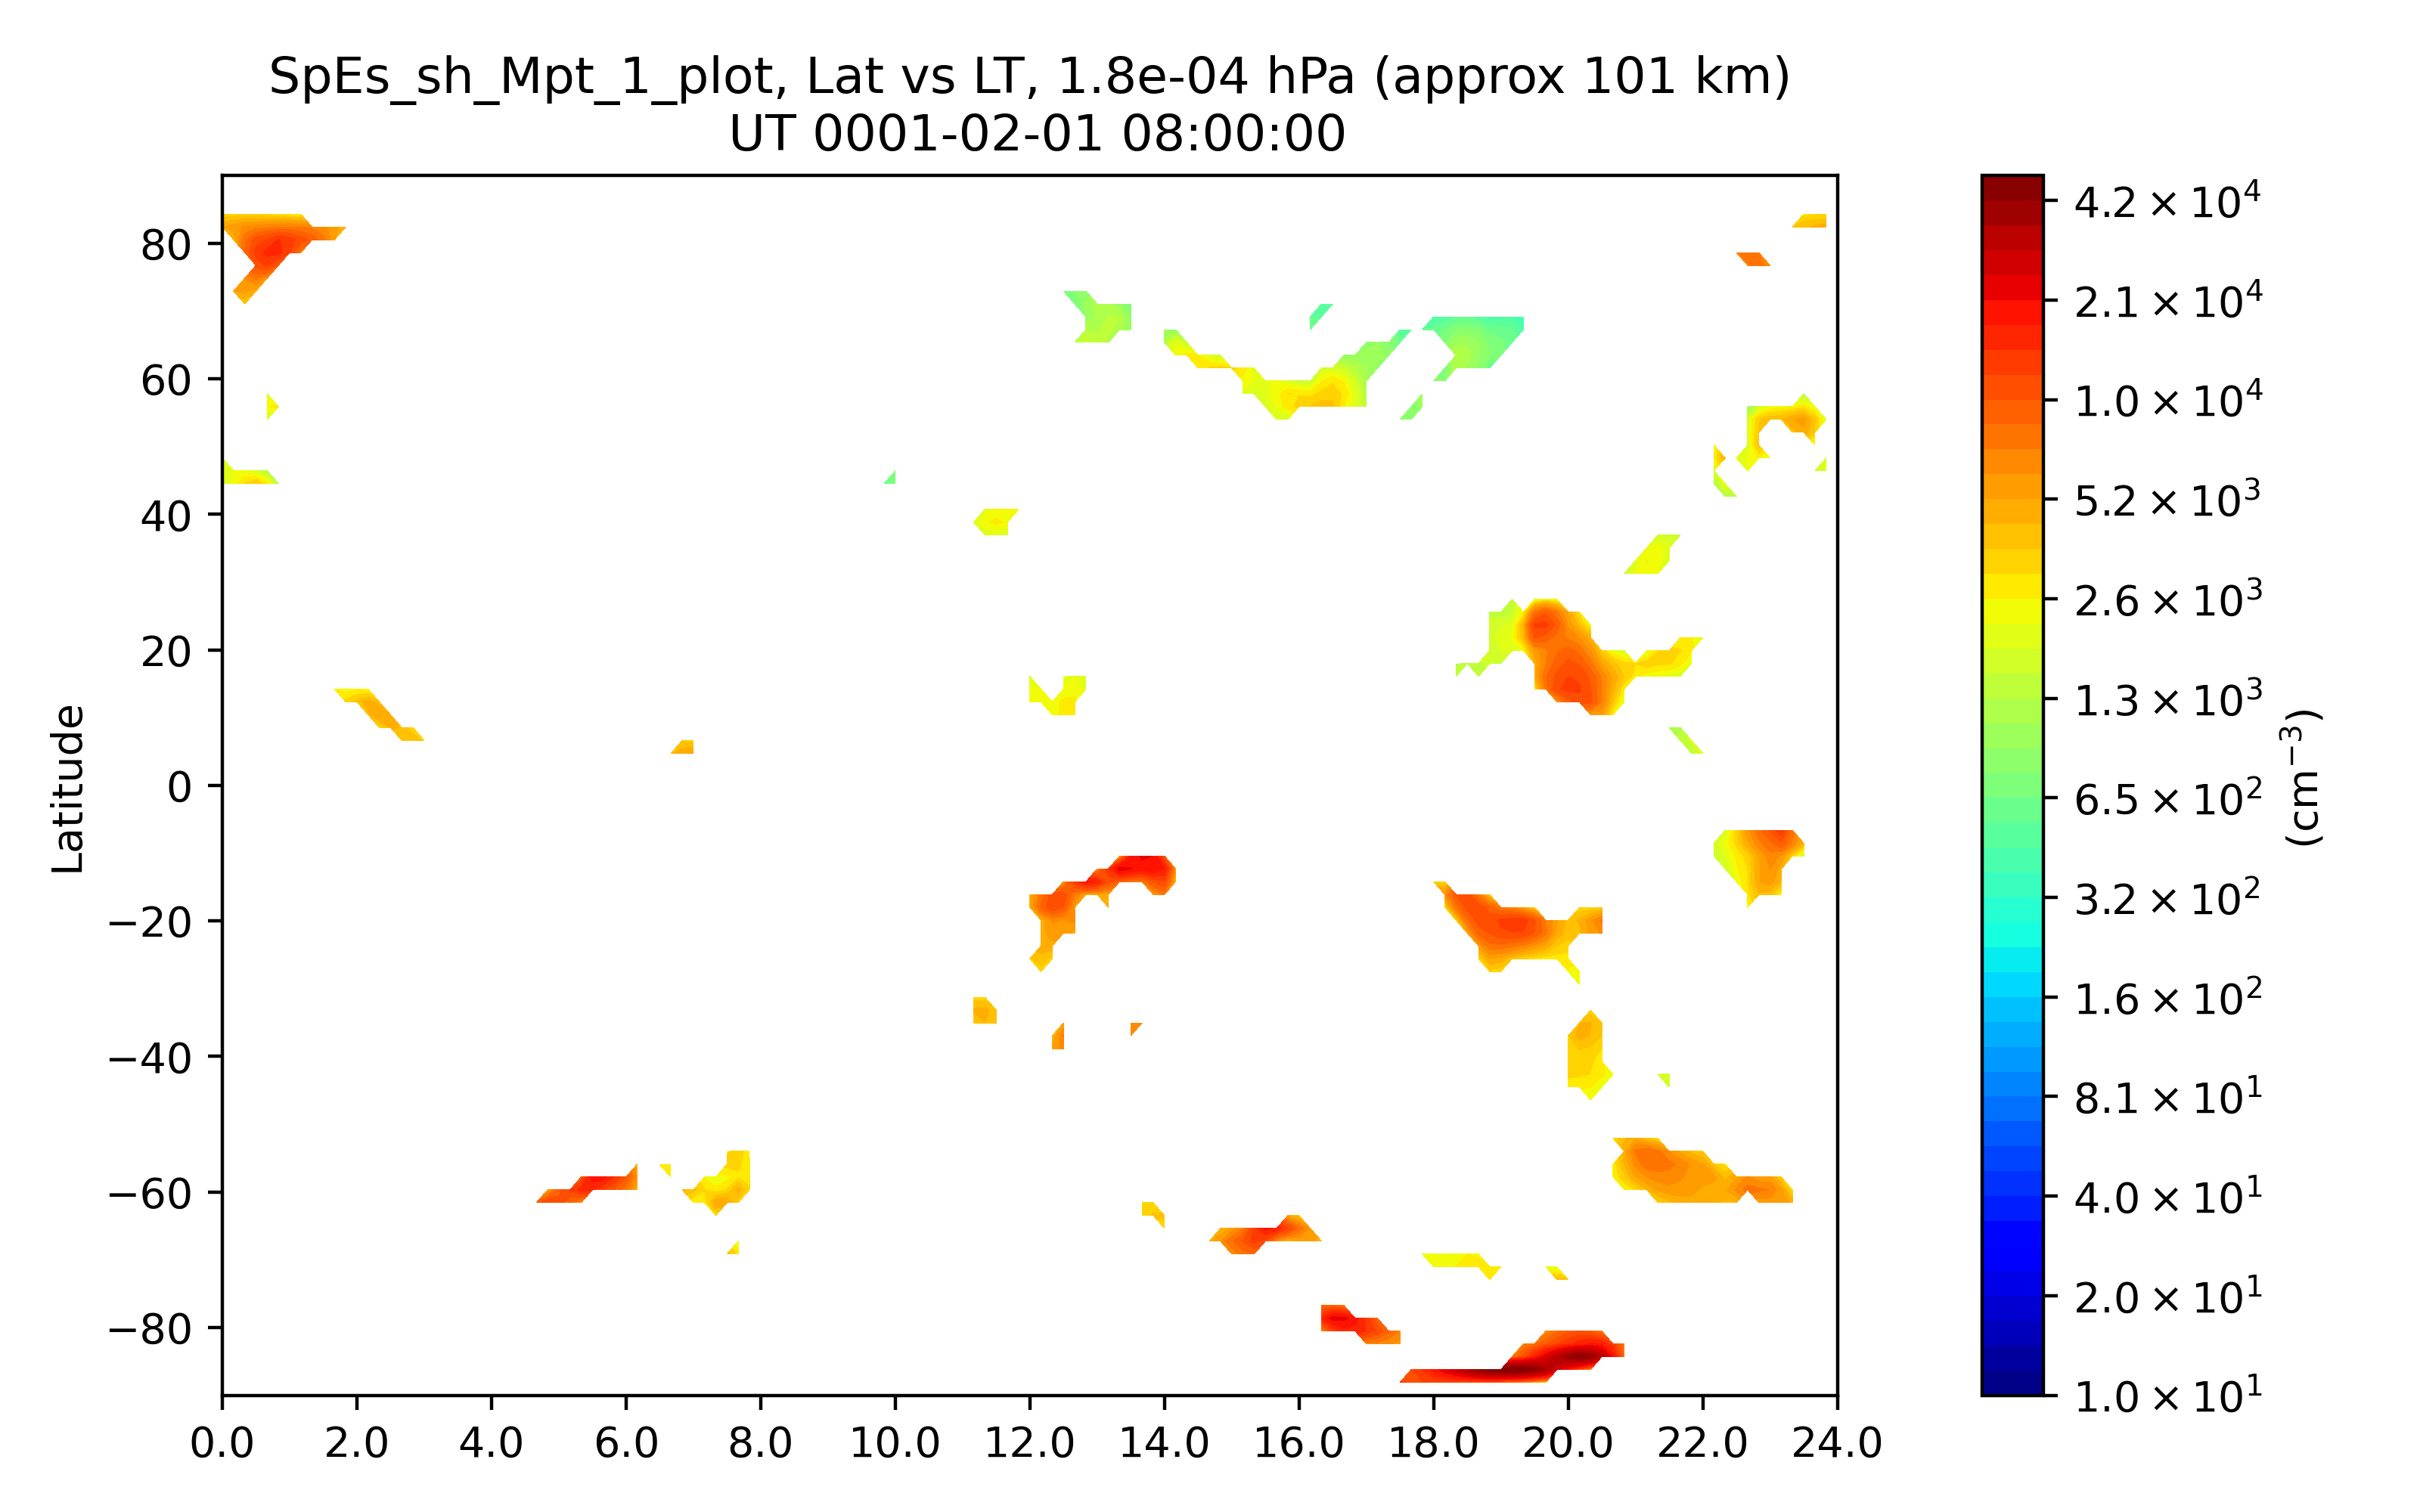 SpEs_sh_Mpt_1_plot, Lat vs LT, 1.8e-04 hPa (approx 101 km)
UT 0001-02-01 08:00:00
Latitude
80
60
40
20
0
−20
−40
−60
−80
0.0 2.0 4.0 6.0 8.0 10.0 12.0 14.0 16.0 18.0 20.0 22.0 24.0
4.2 × 10⁴
2.1 × 10⁴
1.0 × 10⁴
5.2 × 10³
2.6 × 10³
1.3 × 10³
6.5 × 10²
3.2 × 10²
1.6 × 10²
8.1 × 10¹
4.0 × 10¹
2.0 × 10¹
1.0 × 10¹
(cm⁻³)